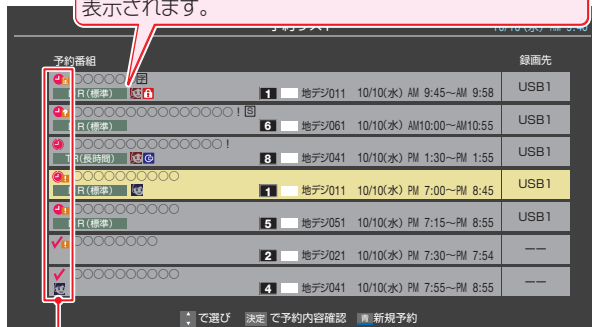 表示されます。
予約リスト 10/10(水) AM 9:40
予約番組 録画先
○○○○○○字
R(標準) 1 地デジ011 10/10(水) AM 9:45～AM 9:58 USB1
○○○○○○○○○○○○○○○○！S
R(標準) 6 地デジ061 10/10(水) AM10:00～AM10:55 USB1
○○○○○○○○○○○○○○○！
R(長時間) 8 地デジ041 10/10(水) PM 1:30～PM 1:55 USB1
○○○○○○○○○○
R(標準) 1 地デジ011 10/10(水) PM 7:00～PM 8:45 USB1
○○○○○○○○○○
R(標準) 5 地デジ051 10/10(水) PM 7:15～PM 8:55 USB1
○○○○○○○○
2 地デジ021 10/10(水) PM 7:30～PM 7:54 −−
○○○○○○○○○○
4 地デジ041 10/10(水) PM 7:55～PM 8:55 −−
で選び 決定 で予約内容確認 青 新規予約